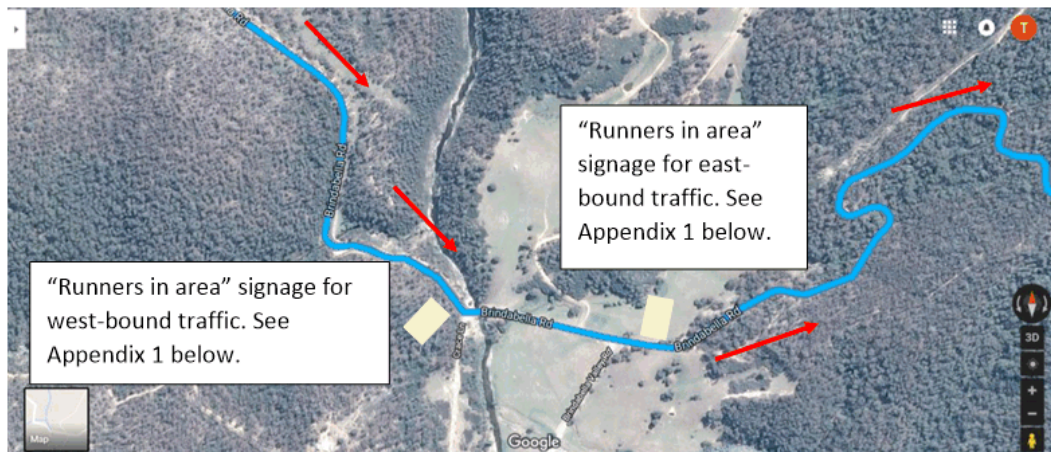 Rd
T
“Runners in area”
signage for east-
bound traffic. See
Appendix 1 below.
Brindabella Rd
“Runners in area” signage for
west-bound traffic. See
Appendix 1 below.
Brindabella Rd
Brindabella Rd
3D
Map
Google